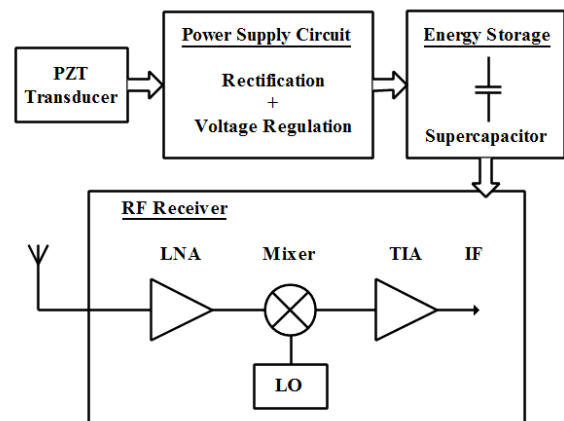 PZT
Transducer
Power Supply Circuit
Rectification
+
Voltage Regulation
Energy Storage
Supercapacitor
RF Receiver
LNA
Mixer
TIA
IF
LO